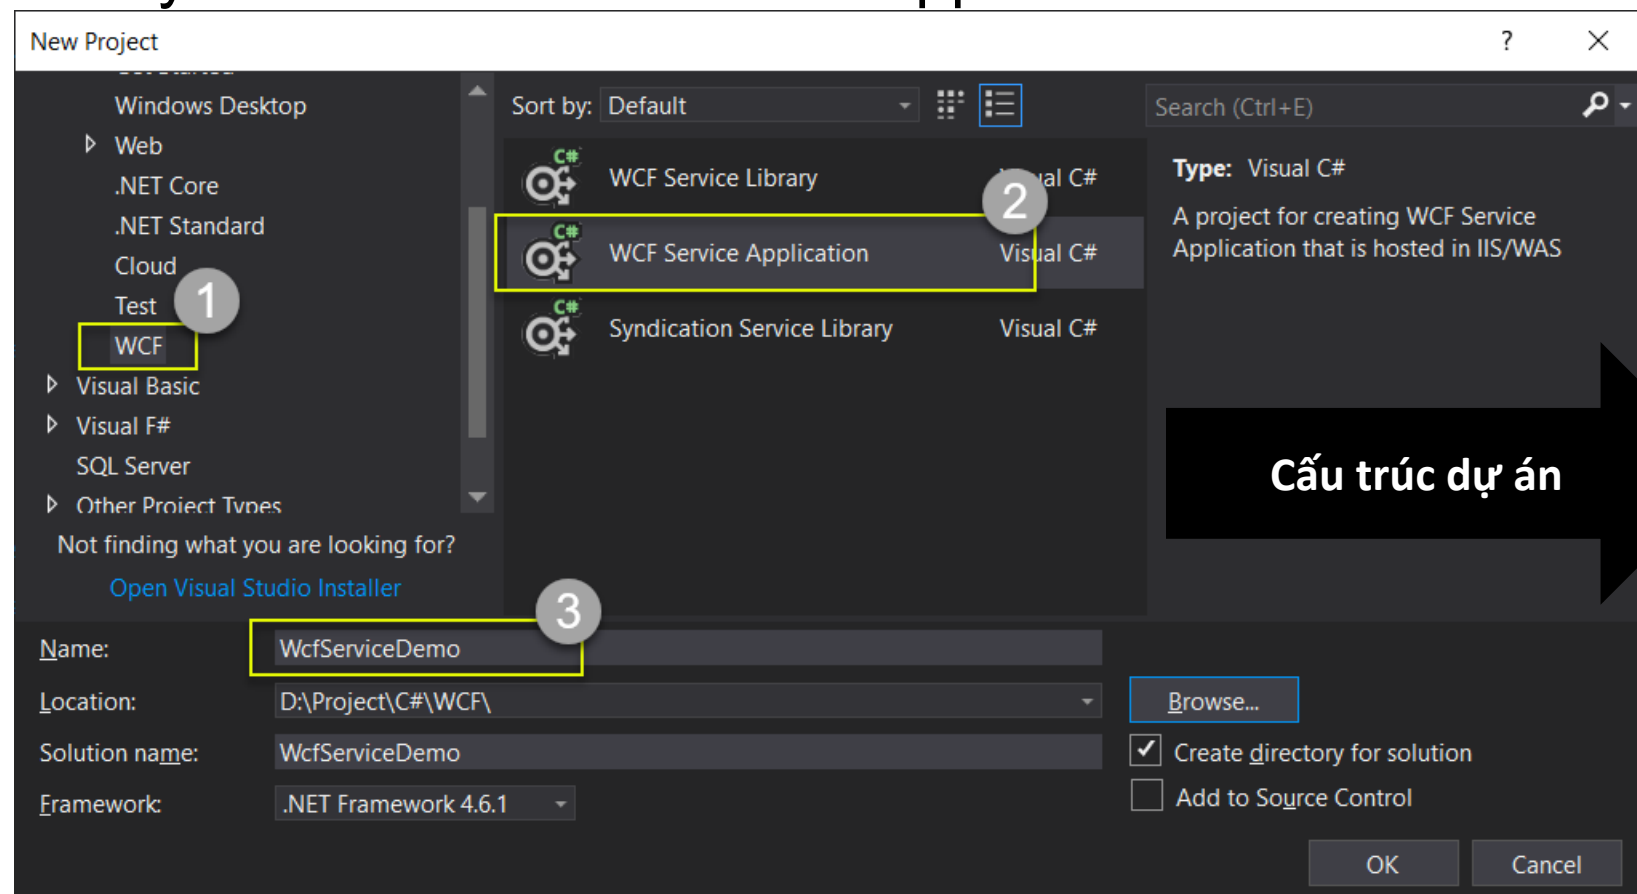 New Project
?
Windows Desktop
Web
.NET Core
.NET Standard
Cloud
Test
WCF
Visual Basic
Visual F#
SQL Server
Other Project Types
Not finding what you are looking for?
Open Visual Studio Installer
1
Sort by: Default
C# WCF Service Library Visual C#
2
C# WCF Service Application Visual C#
C# Syndication Service Library Visual C#
Search (Ctrl+E)
Type: Visual C#
A project for creating WCF Service
Application that is hosted in IIS/WAS
Cấu trúc dự án
3
Name: WcfServiceDemo
Location: D:\Project\C#\WCF\
Browse...
Solution name: WcfServiceDemo
Create directory for solution
Framework: .NET Framework 4.6.1
Add to Source Control
OK Cancel